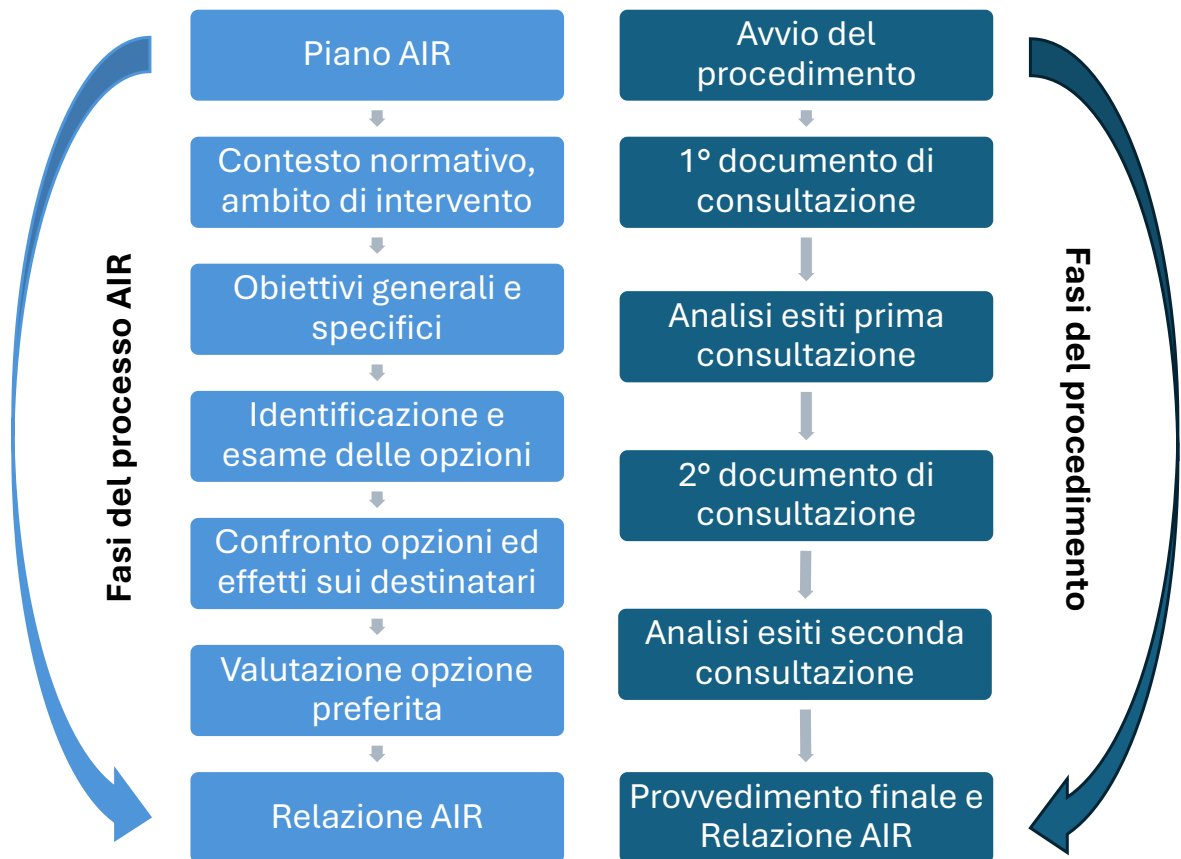 Fasi del processo AIR
Piano AIR
Contesto normativo,
ambito di intervento
Obiettivi generali e
specifici
Identificazione e
esame delle opzioni
Confronto opzioni ed
effetti sui destinatari
Valutazione opzione
preferita
Relazione AIR
Avvio del
procedimento
1° documento di
consultazione
Analisi esiti prima
consultazione
2° documento di
consultazione
Analisi esiti seconda
consultazione
Provvedimento finale e
Relazione AIR
Fasi del procedimento